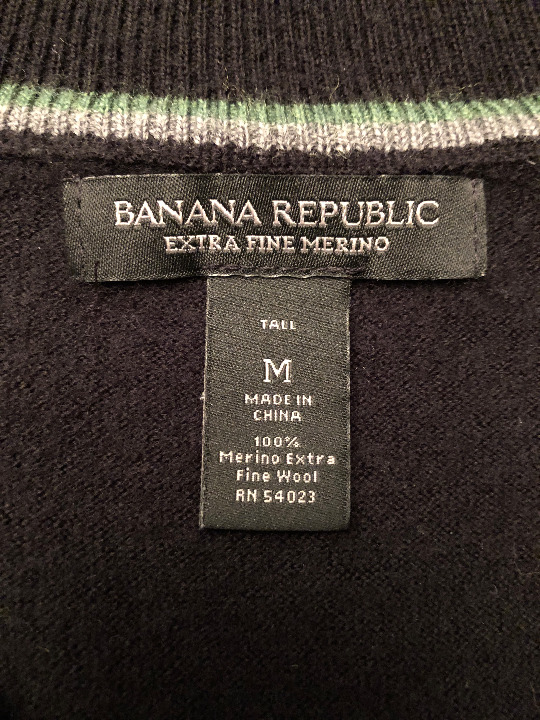 BANANA REPUBLIC
EXTRA FINE MERINO
TALL
M
MADE IN
CHINA
100%
Merino Extra
Fine Wool
RN 54023